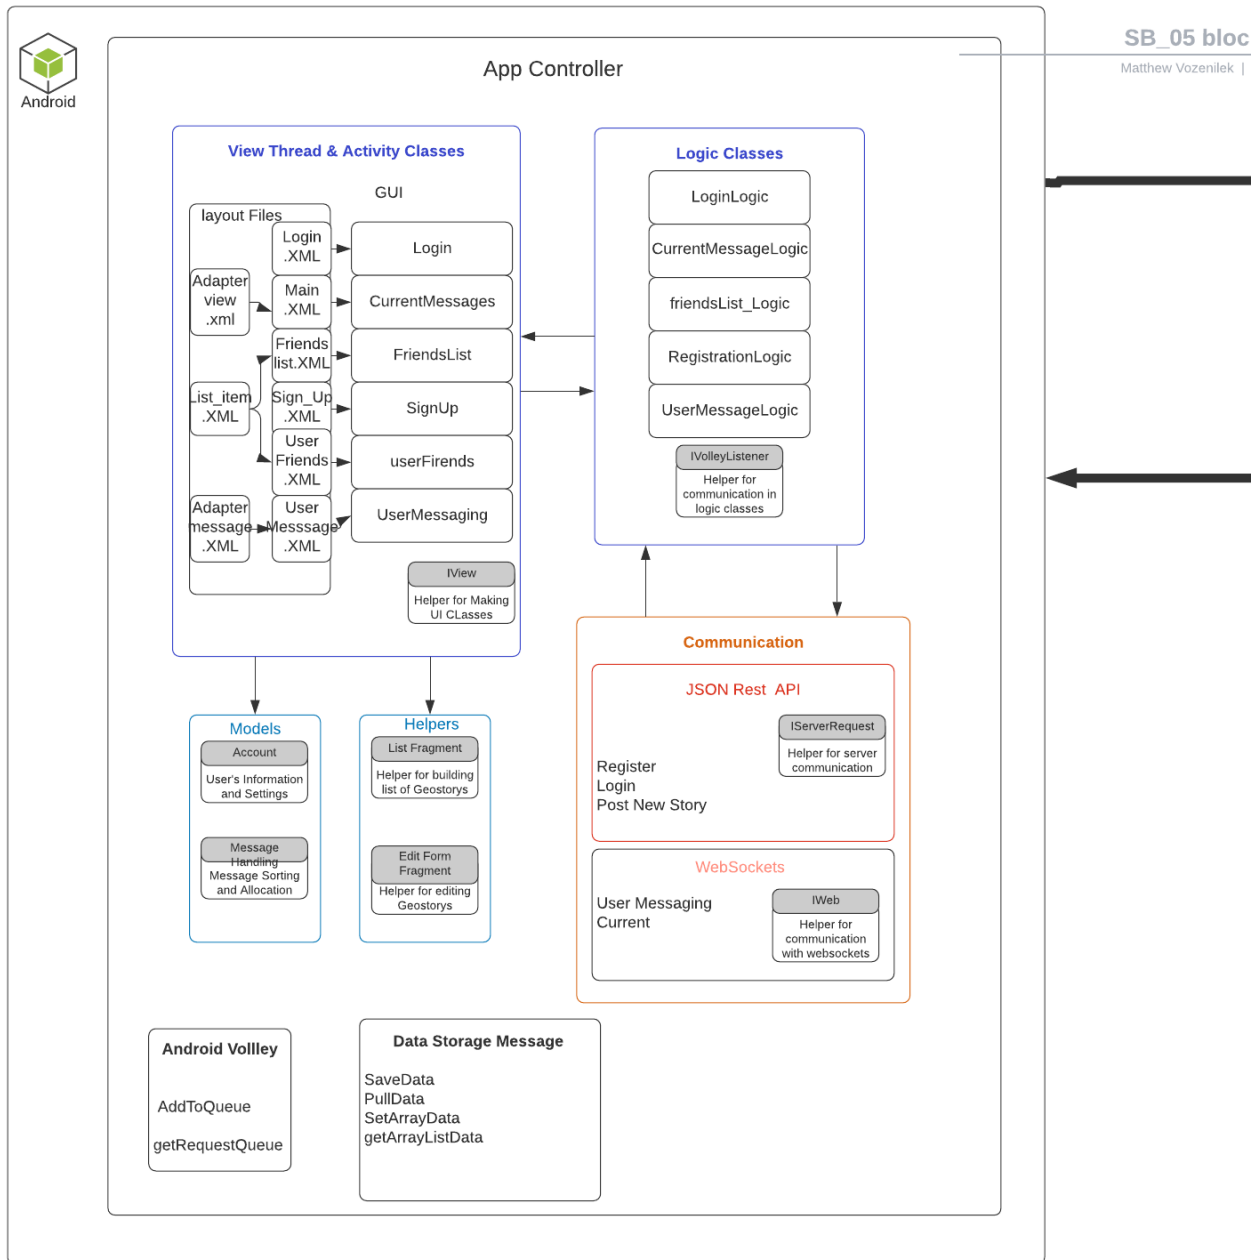 SB_05 bloc
Matthew Vozenilek |
Android
App Controller
View Thread & Activity Classes
GUI
layout Files
Login
.XML
Adapter
view
.xml
Main
.XML
Friends
list.XML
List_item
.XML
Sign_Up
.XML
User
Friends
.XML
Adapter
message
.XML
User
Messsage
.XML
Login
CurrentMessages
FriendsList
SignUp
userFirends
UserMessaging
IView
Helper for Making
UI CLasses
Logic Classes
LoginLogic
CurrentMessageLogic
friendsList_Logic
RegistrationLogic
UserMessageLogic
IVolleyListener
Helper for
communication in
logic classes
Models
Account
User's Information
and Settings
Message
Handling
Message Sorting
and Allocation
Helpers
List Fragment
Helper for building
list of Geostorys
Edit Form
Fragment
Helper for editing
Geostorys
Communication
JSON Rest  API
IServerRequest
Helper for server
communication
Register
Login
Post New Story
WebSockets
User Messaging
Current
IWeb
Helper for
communication
with websockets
Android Vollley
AddToQueue
getRequestQueue
Data Storage Message
SaveData
PullData
SetArrayData
getArrayListData